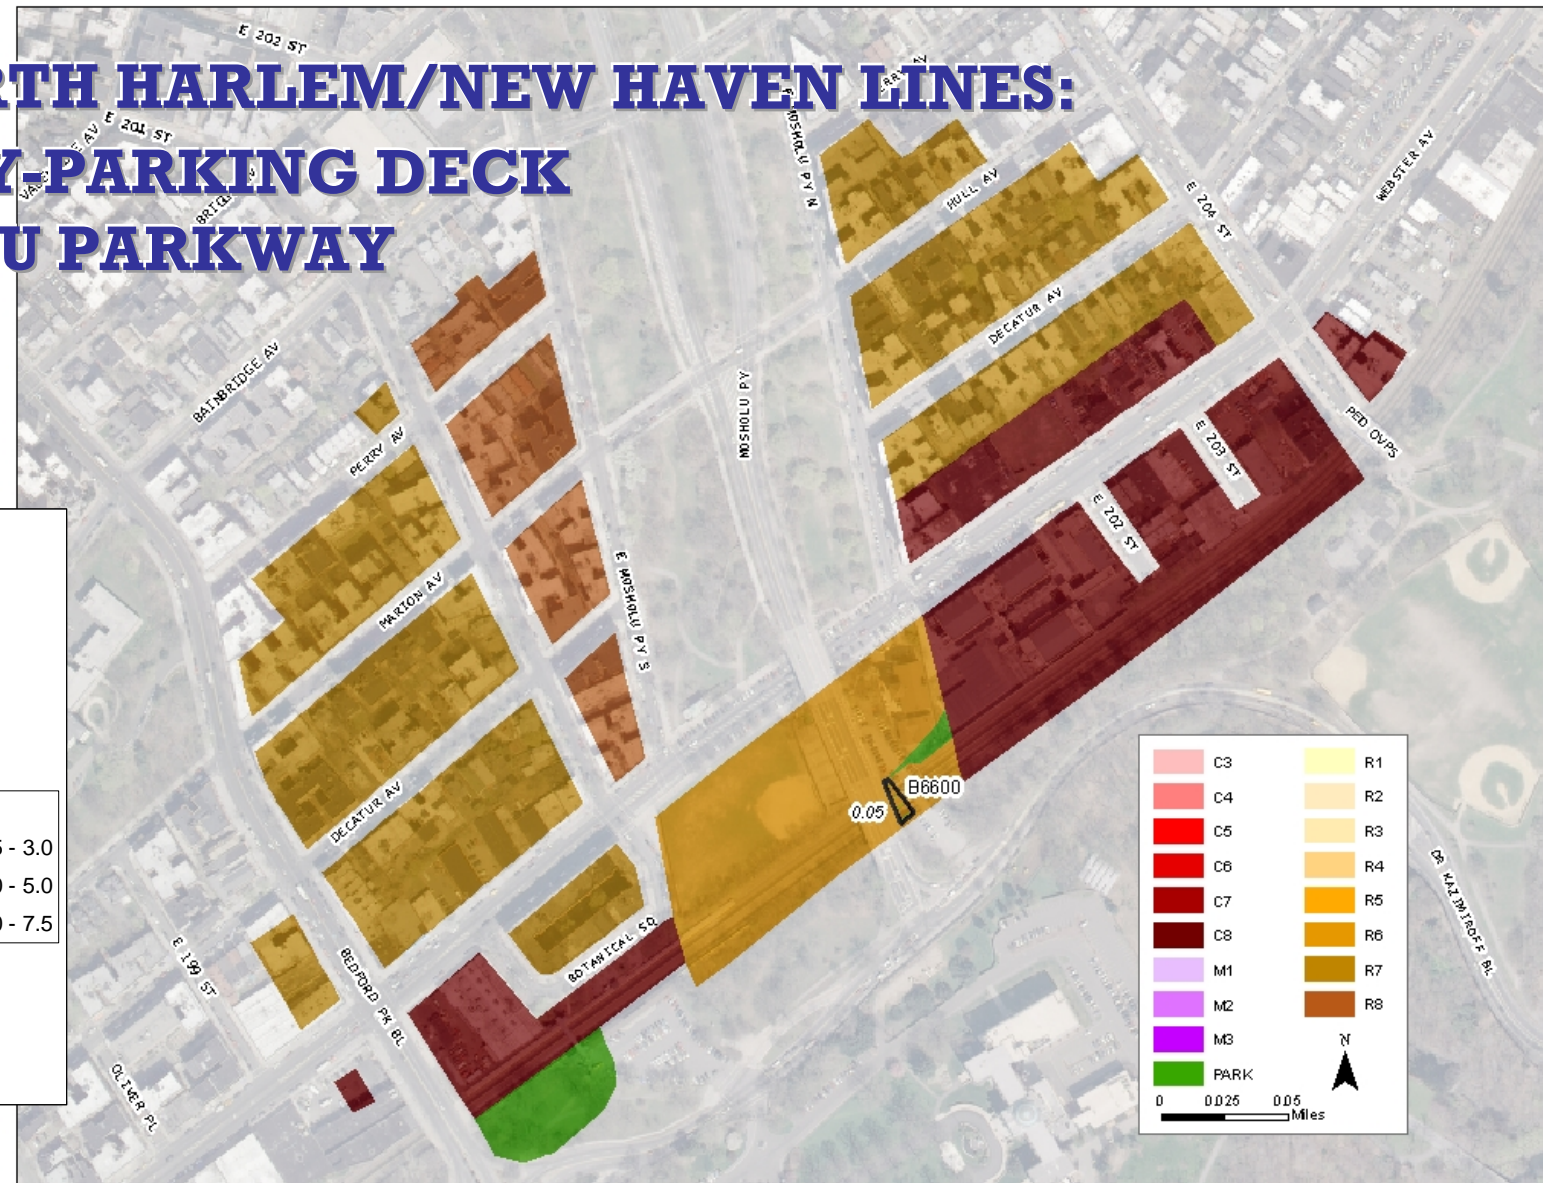 E 202 ST
RTH HARLEM/NEW HAVEN LINES:
E 201 ST
Y-PARKING DECK
U PARKWAY
E MOSHOLU PY N
HULL AV
E 204 ST
WEBSTER AV
DECATUR AV
BAINBRIDGE AV
MOSHOLU PY
PERRY AV
PED OVPS
E 203 ST
E 202 ST
MARION AV
E MOSHOLU PY S
DECATUR AV
B6600
0.05
5 - 3.0
0 - 5.0
0 - 7.5
BOTANICAL SQ
BEDFORD PK BL
E 199 ST
OLIVER PL
DR KAZIMIROFF BL
C3
C4
C5
C6
C7
C8
M1
M2
M3
PARK
R1
R2
R3
R4
R5
R6
R7
R8
N
0 0.025 0.05
Miles